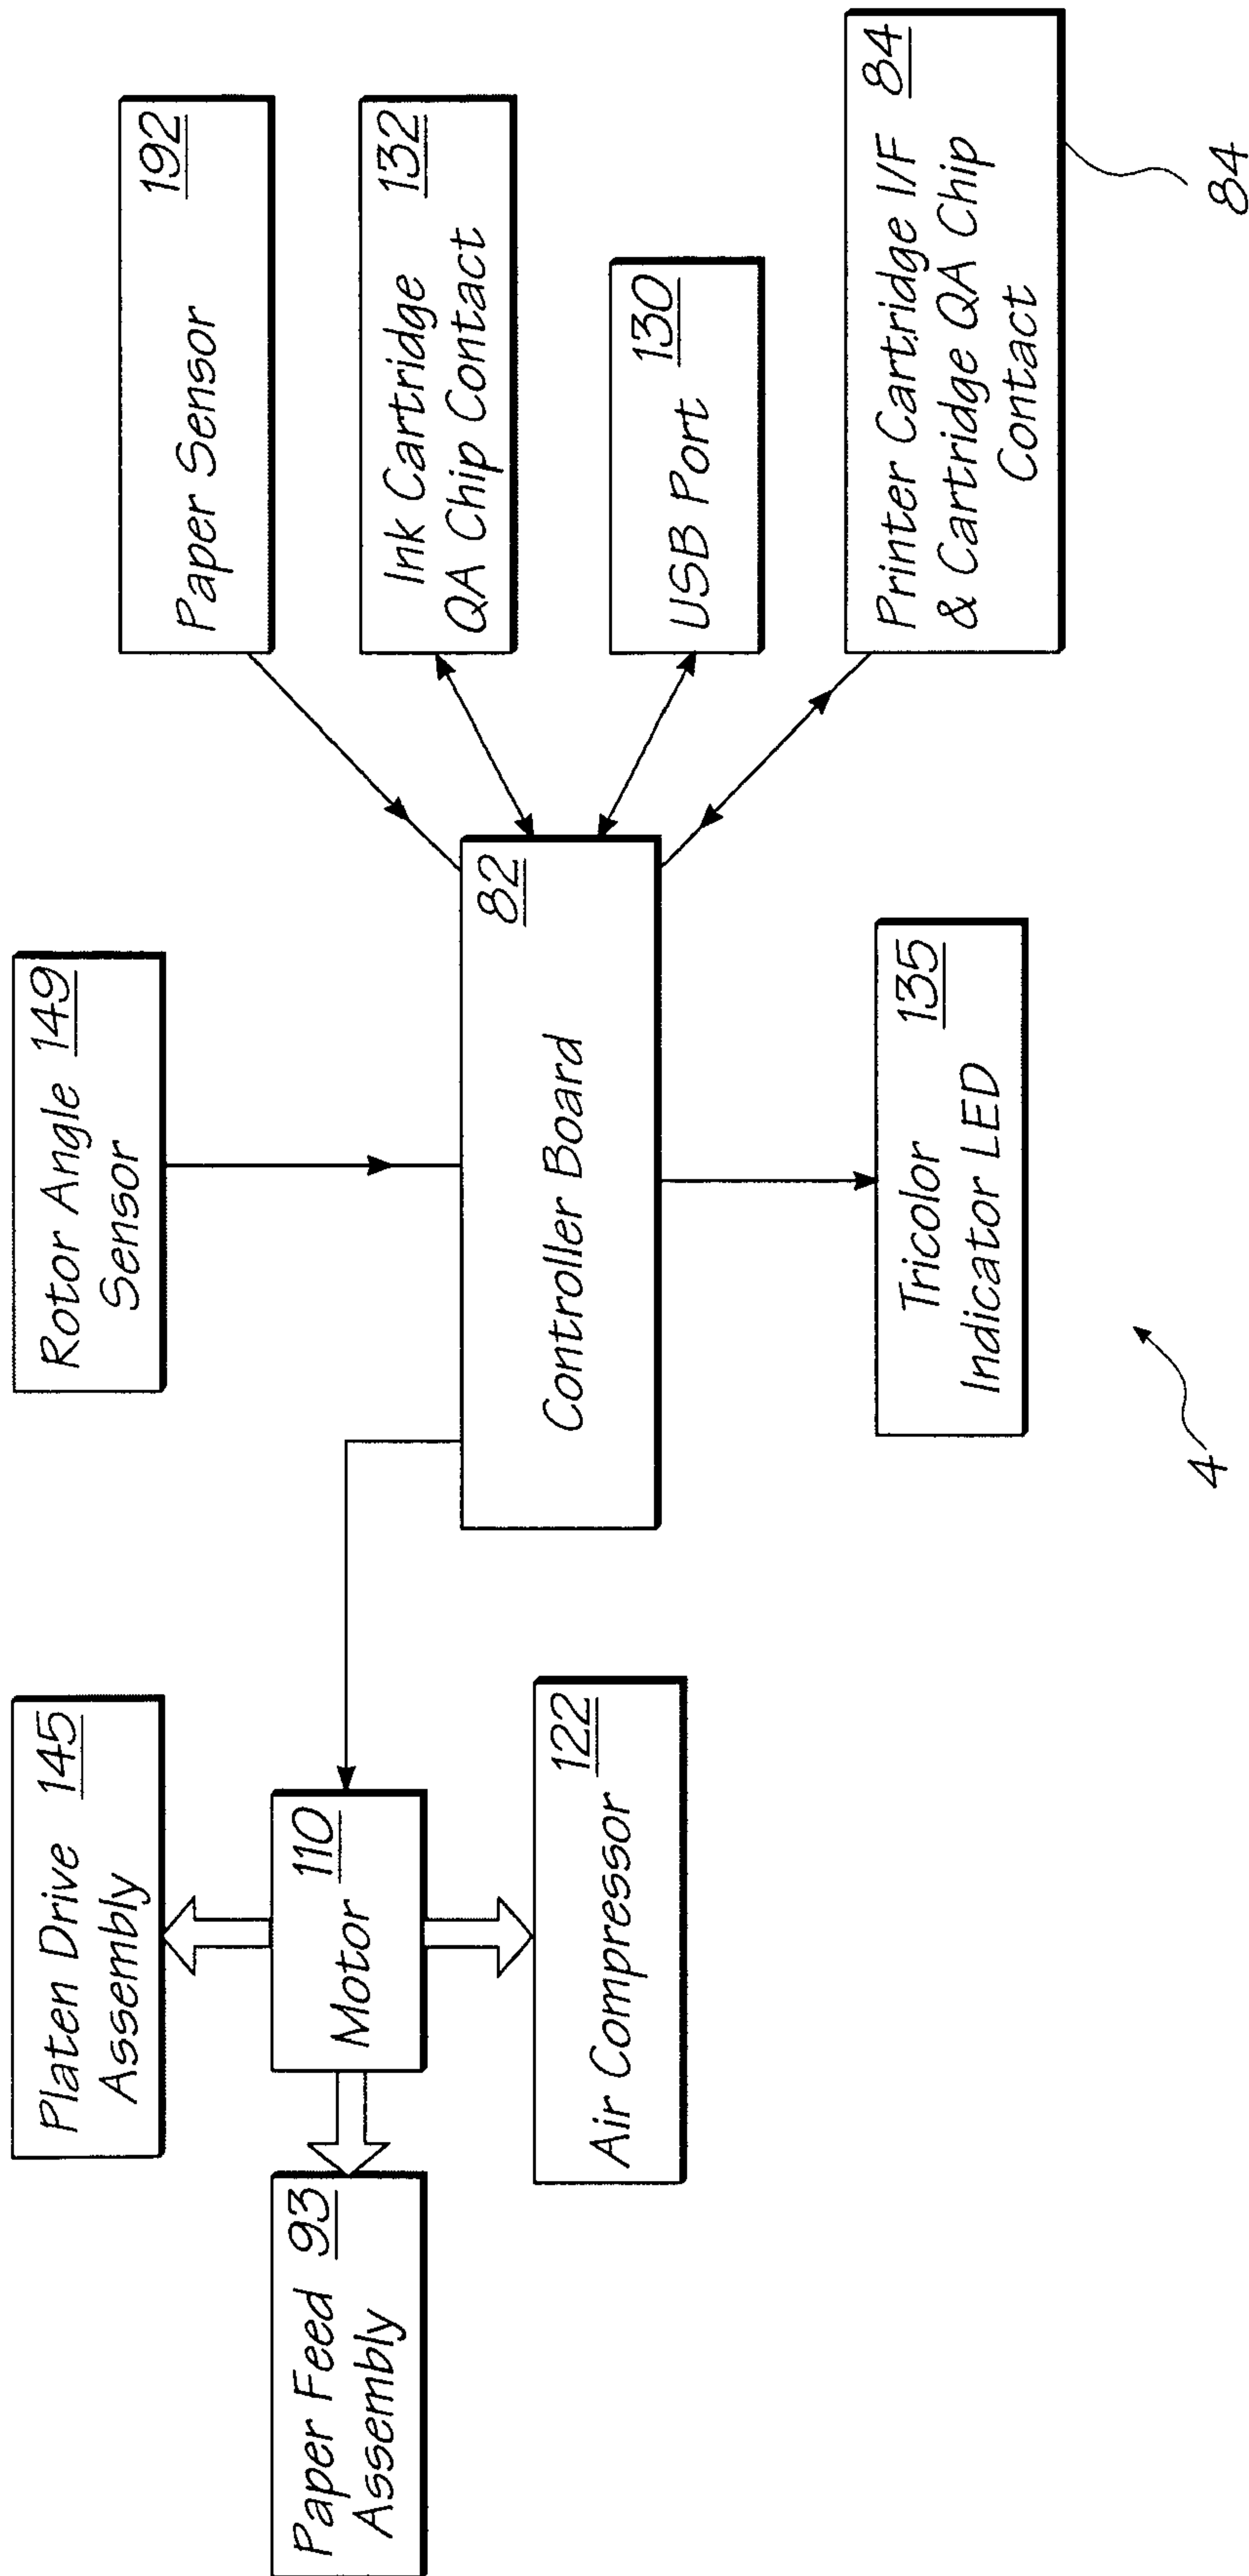 Platen Drive 145
Assembly
Rotor Angle 149
Sensor
Paper Sensor
192
Paper Feed 93
Assembly
110
Motor
Ink Cartridge 132
QA Chip Contact
82
Controller Board
122
Air Compressor
130
USB Port
Tricolor 135
Indicator LED
Printer Cartridge I/F 84
& Cartridge QA Chip
Contact
4
84